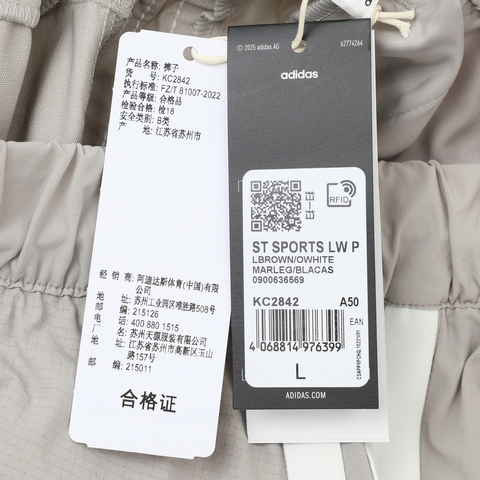 产品名称: 裤子
货 号: KC2842
执行标准: FZ/T 81007-2022
产品等级: 合格品
检验合格: 检18
安全类别: B类
产 地: 江苏省苏州市
经 销 商: 阿迪达斯体育(中国)有限公司
地 址: 苏州工业园区唯胜路508号
邮 编: 215126
电 话: 400 880 1515
厂 名: 苏州天源服装有限公司
地 址: 江苏省苏州市高新区玉山路157号
邮 编: 215011
合格证
© 2025 adidas AG
62774264
adidas
RFID
ST SPORTS LW P
LBROWN/OWHITE
MARLEG/BLACAS
0900636569
KC2842 A50
EAN
4 068814 976399
L
ADIDAS.COM